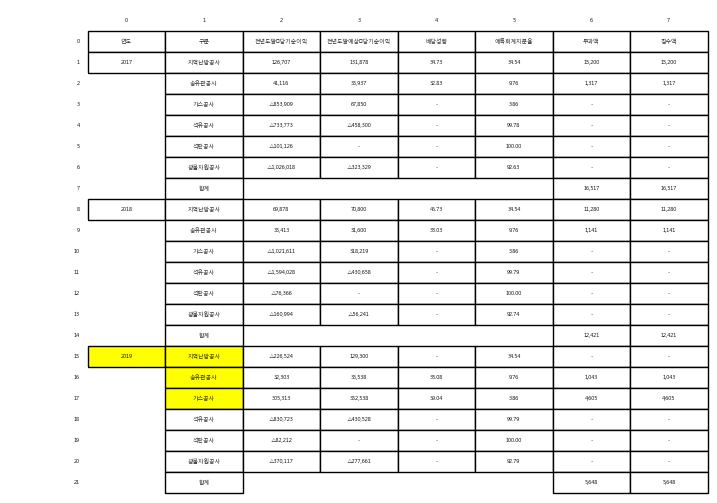 0 1 2 3 4 5 6 7
0 연도 구분 전년도말 당기순이익 전년도말 예상 당기순이익 배당성향 에특회계지분율 부과액 징수액
1 2017 지역난방공사 126,707 131,878 34.73 34.54 15,200 15,200
2 송유관공사 41,116 35,937 32.83 9.76 1,317 1,317
3 가스공사 △853,909 67,850 - 3.86 - -
4 석유공사 △733,773 △458,300 - 99.78 - -
5 석탄공사 △101,126 - - 100.00 - -
6 광물자원공사 △1,026,018 △323,329 - 92.63 - -
7 합계 16,517 16,517
8 2018 지역난방공사 69,878 70,800 46.73 34.54 11,280 11,280
9 송유관공사 35,413 31,600 33.03 9.76 1,141 1,141
10 가스공사 △1,021,611 318,219 - 3.86 - -
11 석유공사 △1,594,028 △430,658 - 99.79 - -
12 석탄공사 △76,366 - - 100.00 - -
13 광물자원공사 △160,994 △56,241 - 92.74 - -
14 합계 12,421 12,421
15 2019 지역난방공사 △226,524 129,300 - 34.54 - -
16 송유관공사 32,303 35,538 33.08 9.76 1,043 1,043
17 가스공사 305,313 352,538 39.04 3.86 4,605 4,605
18 석유공사 △830,723 △430,528 - 99.79 - -
19 석탄공사 △82,212 - - 100.00 - -
20 광물자원공사 △370,117 △277,661 - 92.79 - -
21 합계 5,648 5,648